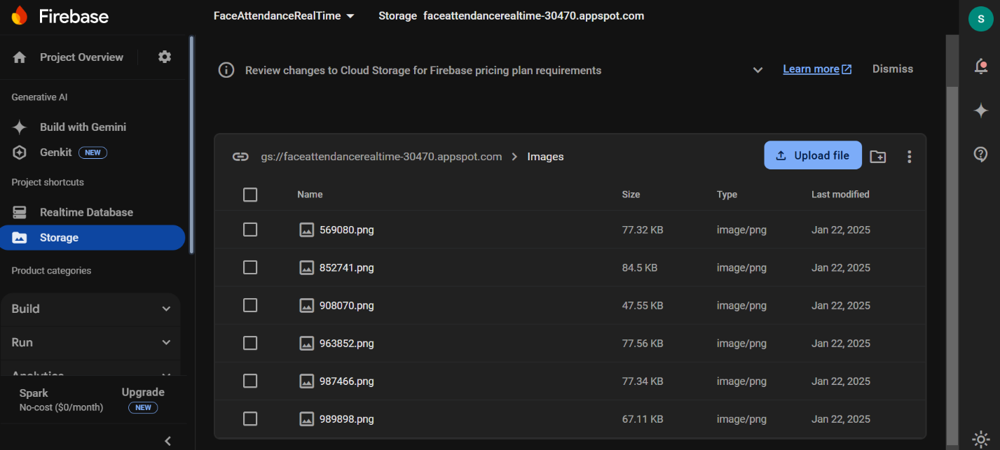 Firebase
FaceAttendanceRealTime
Storage faceattendancerealtime-30470.appspot.com
S
Project Overview
Generative AI
Build with Gemini
Genkit NEW
Project shortcuts
Realtime Database
Storage
Product categories
Build
Run
Analytics
Spark
No-cost ($0/month)
Upgrade
NEW
Review changes to Cloud Storage for Firebase pricing plan requirements
Learn more
Dismiss
gs://faceattendancerealtime-30470.appspot.com > Images
Upload file
Name Size Type Last modified
569080.png 77.32 KB image/png Jan 22, 2025
852741.png 84.5 KB image/png Jan 22, 2025
908070.png 47.55 KB image/png Jan 22, 2025
963852.png 77.56 KB image/png Jan 22, 2025
987466.png 77.34 KB image/png Jan 22, 2025
989898.png 67.11 KB image/png Jan 22, 2025